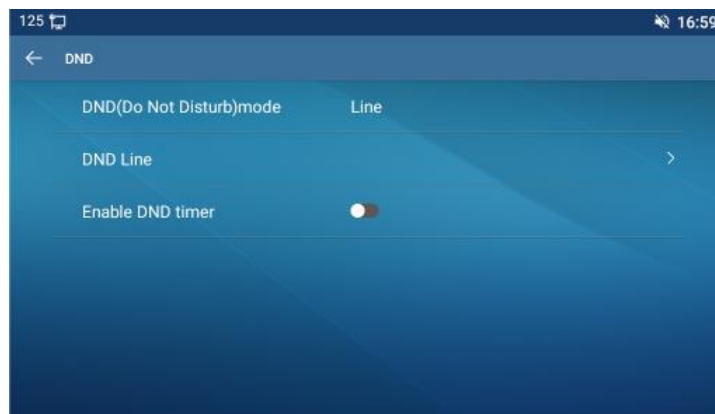 125 16:59
DND
DND(Do Not Disturb)mode Line
DND Line
Enable DND timer